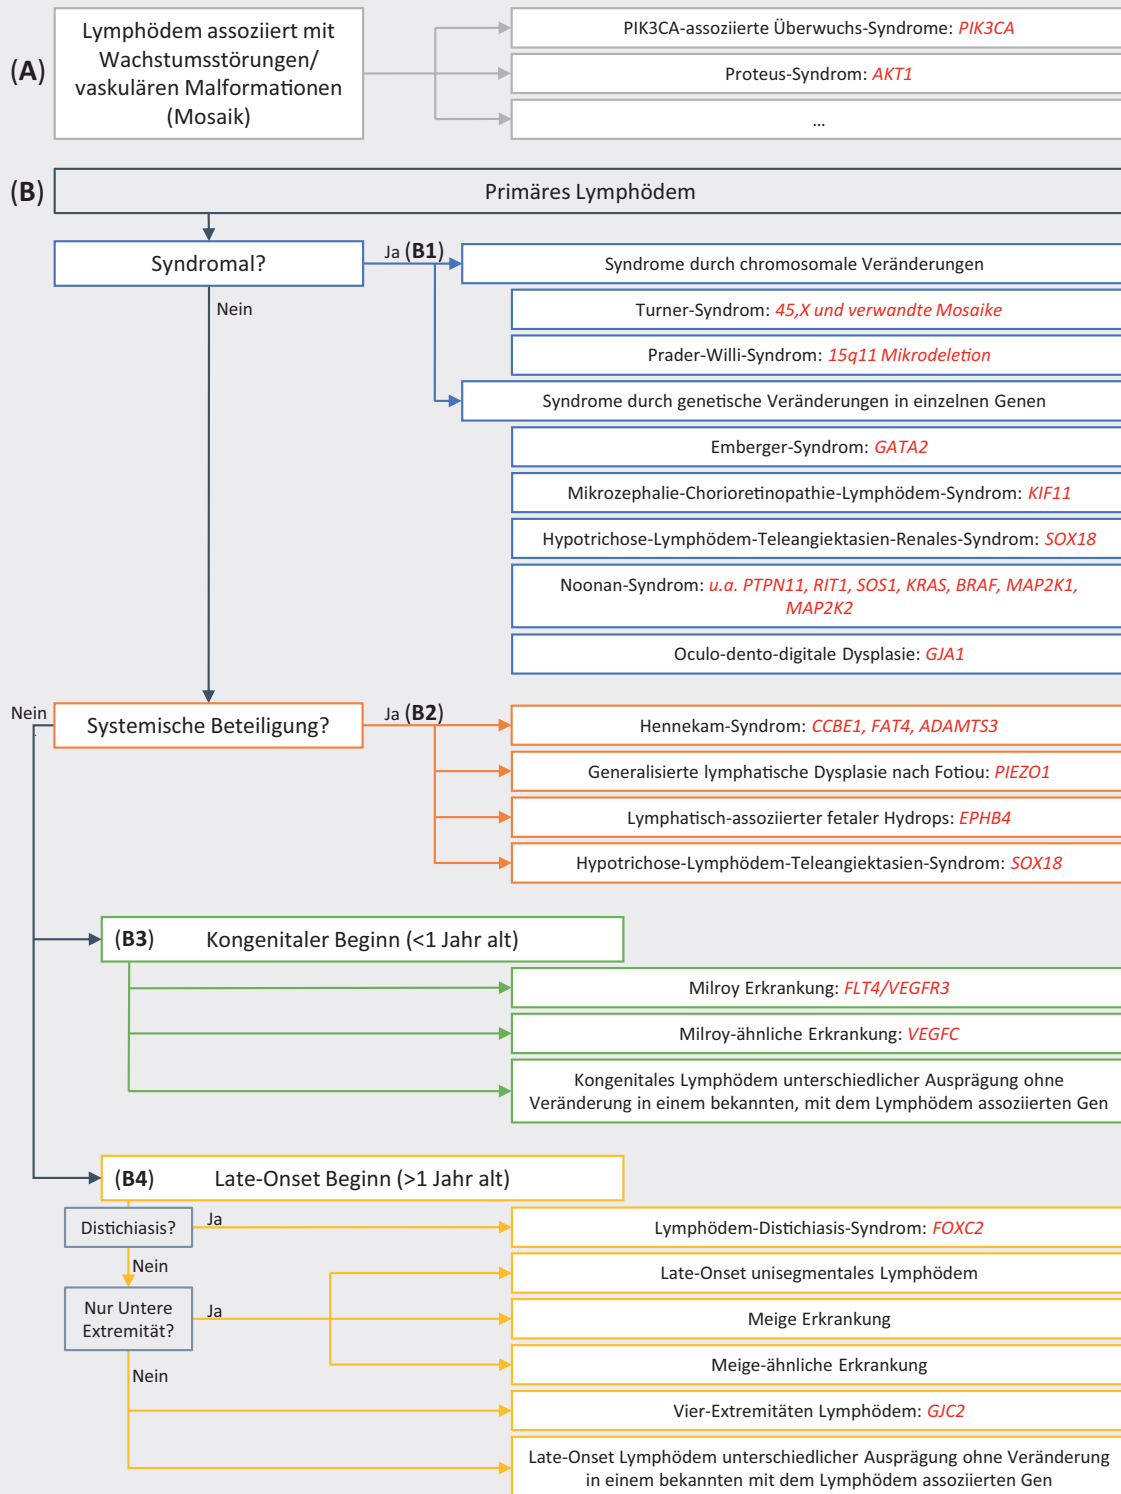 (A)
Lymphödem assoziiert mit
Wachstumsstörungen/
vaskulären Malformationen
(Mosaik)
PIK3CA-assoziierte Überwuchs-Syndrome: PIK3CA
Proteus-Syndrom: AKT1
...
(B)
Primäres Lymphödem
Syndromal?
Ja (B1)
Nein
Syndrome durch chromosomale Veränderungen
Turner-Syndrom: 45,X und verwandte Mosaike
Prader-Willi-Syndrom: 15q11 Mikrodeletion
Syndrome durch genetische Veränderungen in einzelnen Genen
Emberger-Syndrom: GATA2
Mikrozephalie-Chorioretinopathie-Lymphödem-Syndrom: KIF11
Hypotrichose-Lymphödem-Teleangiektasien-Renales-Syndrom: SOX18
Noonan-Syndrom: u.a. PTPN11, RIT1, SOS1, KRAS, BRAF, MAP2K1,
MAP2K2
Oculo-dento-digitale Dysplasie: GJA1
Nein
Systemische Beteiligung?
Ja (B2)
Hennekam-Syndrom: CCBE1, FAT4, ADAMTS3
Generalisierte lymphatische Dysplasie nach Fotiou: PIEZO1
Lymphatisch-assoziierter fetaler Hydrops: EPHB4
Hypotrichose-Lymphödem-Teleangiektasien-Syndrom: SOX18
(B3) Kongenitaler Beginn (<1 Jahr alt)
Milroy Erkrankung: FLT4/VEGFR3
Milroy-ähnliche Erkrankung: VEGFC
Kongenitales Lymphödem unterschiedlicher Ausprägung ohne
Veränderung in einem bekannten, mit dem Lymphödem assoziierten Gen
(B4) Late-Onset Beginn (>1 Jahr alt)
Distichiasis?
Ja
Lymphödem-Distichiasis-Syndrom: FOXC2
Nein
Late-Onset unisegmentales Lymphödem
Nur Untere
Extremität?
Ja
Meige Erkrankung
Meige-ähnliche Erkrankung
Nein
Vier-Extremitäten Lymphödem: GJC2
Late-Onset Lymphödem unterschiedlicher Ausprägung ohne Veränderung
in einem bekannten mit dem Lymphödem assoziierten Gen